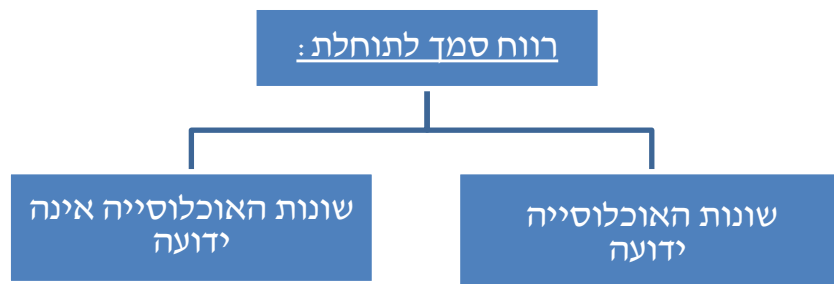 רווח סמך לתוחלת :
שונות האוכלוסייה
ידועה
שונות האוכלוסייה אינה
ידועה